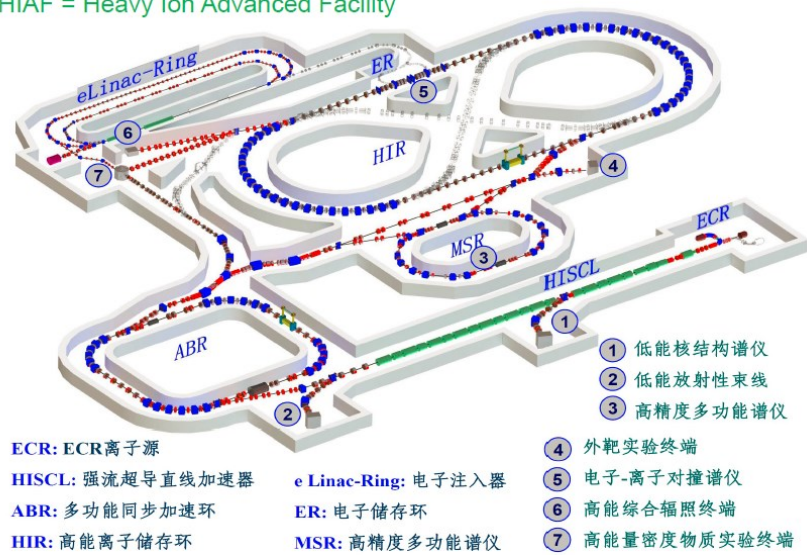 HIAF = Heavy Ion Advanced Facility
eLinac-Ring
ER
5
6
HIR
7
4
ECR
MSR
3
HISCL
1
ABR
2
1 低能核结构谱仪
2 低能放射性束线
3 高精度多功能谱仪
4 外靶实验终端
5 电子-离子对撞谱仪
6 高能综合辐照终端
7 高能量密度物质实验终端
ECR: ECR离子源
HISCL: 强流超导直线加速器
ABR: 多功能同步加速环
HIR: 高能离子储存环
e Linac-Ring: 电子注入器
ER: 电子储存环
MSR: 高精度多功能谱仪